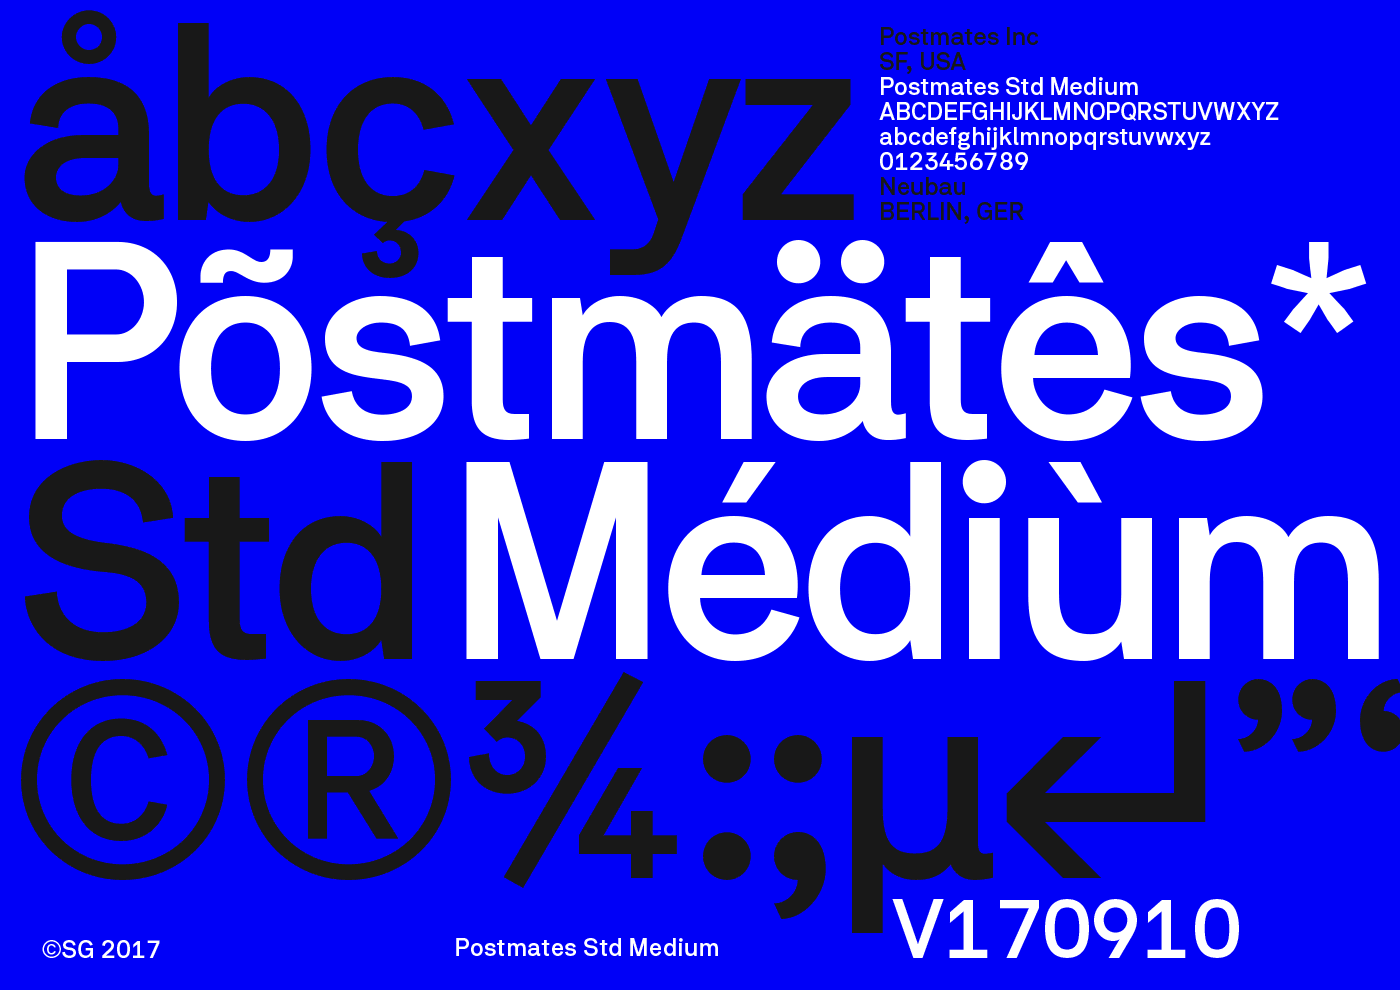 åbçxyz
Postmates Inc
SF, USA
Postmates Std Medium
ABCDEFGHIJKLMNOPQRSTUVWXYZ
abcdefghijklmnopqrstuvwxyz
0123456789
Neubau
BERLIN, GER
Põstmätês*
Std Médiùm
©®¾:;µ↵”“
©SG 2017
Postmates Std Medium
V170910